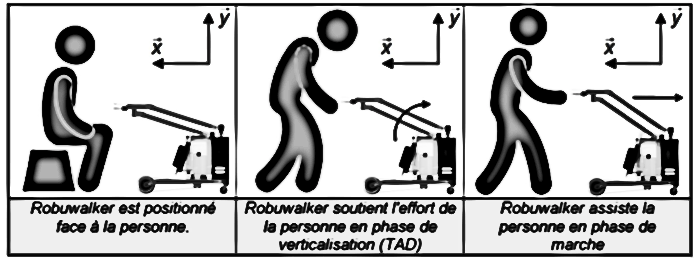 ẏ
x⃗
ẏ
x⃗
ẏ
x⃗
Robuwalker est positionné
face à la personne.
Robuwalker soutient l'effort de
la personne en phase de
verticalisation (TAD)
Robuwalker assiste la
personne en phase de
marche